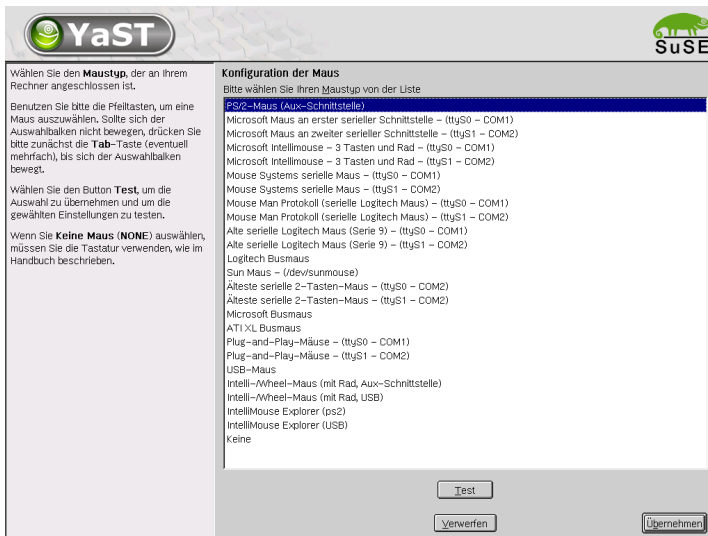 YaST
SuSE
Wählen Sie den Maustyp, der an Ihrem
Rechner angeschlossen ist.
Benutzen Sie bitte die Pfeiltasten, um eine
Maus auszuwählen. Sollte sich der
Auswahlbalken nicht bewegen, drücken Sie
bitte zunächst die Tab-Taste (eventuell
mehrfach), bis sich der Auswahlbalken
bewegt.
Wählen Sie den Button Test, um die
Auswahl zu übernehmen und um die
gewählten Einstellungen zu testen.
Wenn Sie Keine Maus (NONE) auswählen,
müssen Sie die Tastatur verwenden, wie im
Handbuch beschrieben.
Konfiguration der Maus
Bitte wählen Sie Ihren Maustyp von der Liste
PS/2-Maus (Aux-Schnittstelle)
Microsoft Maus an erster serieller Schnittstelle - (ttyS0 - COM1)
Microsoft Maus an zweiter serieller Schnittstelle - (ttyS1 - COM2)
Microsoft Intellimouse - 3 Tasten und Rad - (ttyS0 - COM1)
Microsoft Intellimouse - 3 Tasten und Rad - (ttyS1 - COM2)
Mouse Systems serielle Maus - (ttyS0 - COM1)
Mouse Systems serielle Maus - (ttyS1 - COM2)
Mouse Man Protokoll (serielle Logitech Maus) - (ttyS0 - COM1)
Mouse Man Protokoll (serielle Logitech Maus) - (ttyS1 - COM2)
Alte serielle Logitech Maus (Serie 9) - (ttyS0 - COM1)
Alte serielle Logitech Maus (Serie 9) - (ttyS1 - COM2)
Logitech Busmaus
Sun Maus - (/dev/sunmouse)
Älteste serielle 2-Tasten-Maus - (ttyS0 - COM2)
Älteste serielle 2-Tasten-Maus - (ttyS1 - COM2)
Microsoft Busmaus
ATI XL Busmaus
Plug-and-Play-Mäuse - (ttyS0 - COM1)
Plug-and-Play-Mäuse - (ttyS1 - COM2)
USB-Maus
Intelli-/Wheel-Maus (mit Rad, Aux-Schnittstelle)
Intelli-/Wheel-Maus (mit Rad, USB)
IntelliMouse Explorer (ps2)
IntelliMouse Explorer (USB)
Keine
Test
Verwerfen
Übernehmen